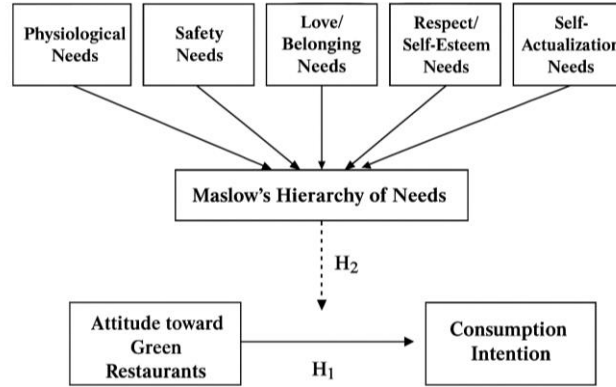 Physiological
Needs
Safety
Needs
Love/
Belonging
Needs
Respect/
Self-Esteem
Needs
Self-
Actualization
Needs
Maslow's Hierarchy of Needs
H₂
Attitude toward
Green
Restaurants
H₁
Consumption
Intention